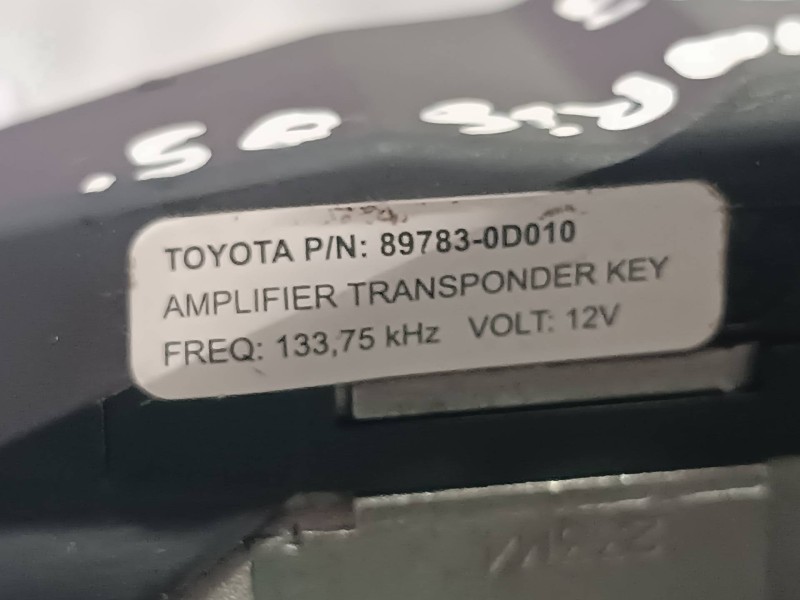 TOYOTA P/N: 89783-0D010
AMPLIFIER TRANSPONDER KEY
FREQ: 133,75 kHz VOLT: 12V